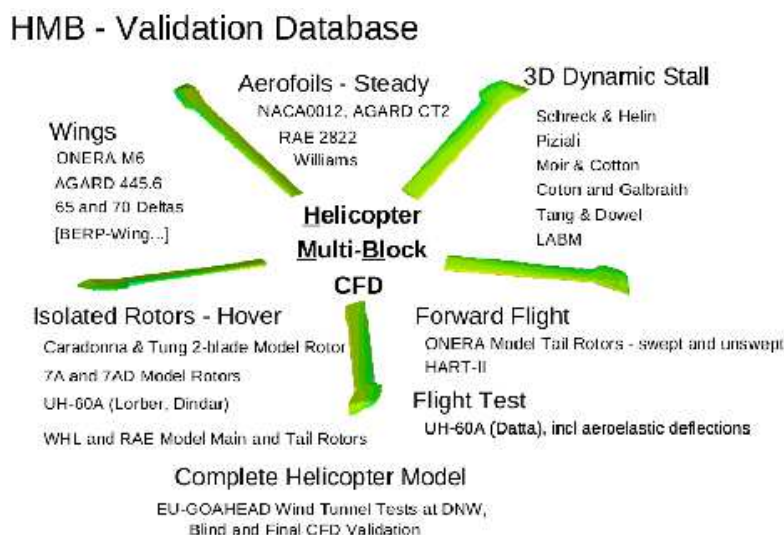 HMB - Validation Database
Aerofoils - Steady
NACA0012, AGARD CT2
RAE 2822
Williams
3D Dynamic Stall
Schreck & Helin
Piziali
Moir & Cotton
Coton and Galbraith
Tang & Dowel
LABM
Wings
ONERA M6
AGARD 445.6
65 and 70 Deltas
[BERP-Wing...]
Helicopter
Multi-Block
CFD
Isolated Rotors - Hover
Caradonna & Tung 2-blade Model Rotor
7A and 7AD Model Rotors
UH-60A (Lorber, Dindar)
WHL and RAE Model Main and Tail Rotors
Forward Flight
ONERA Model Tail Rotors - swept and unswept
HART-II
Flight Test
UH-60A (Datta), incl aeroelastic deflections
Complete Helicopter Model
EU-GOAHEAD Wind Tunnel Tests at DNW,
Blind and Final CFD Validation